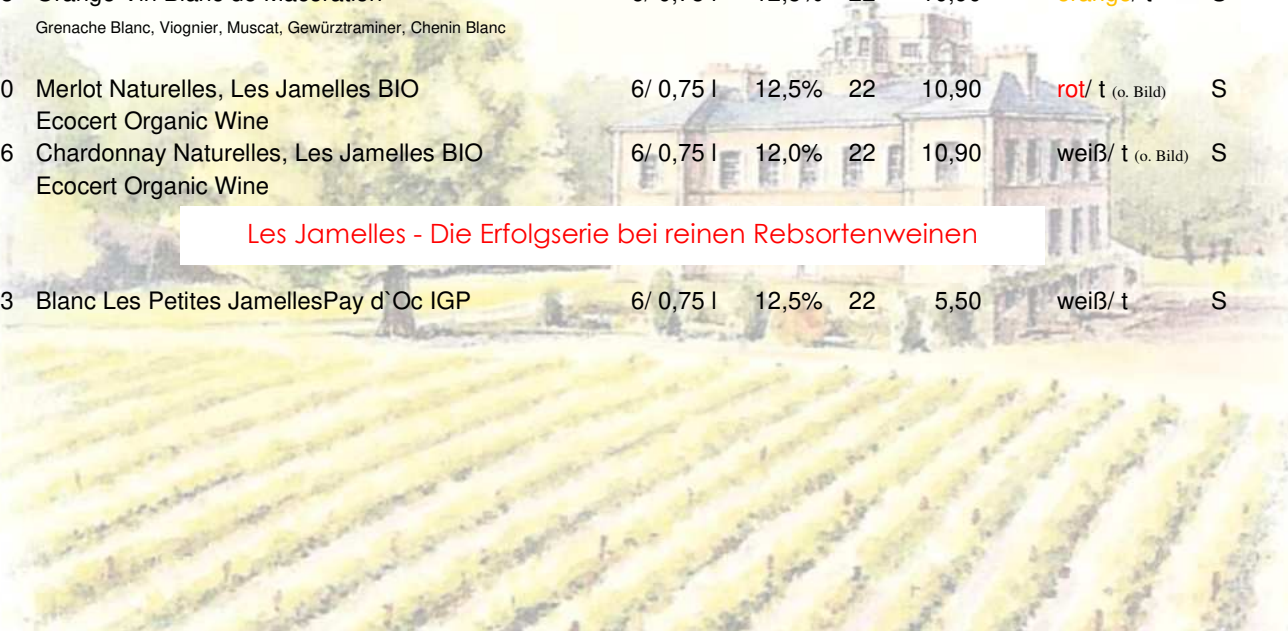 Grenache Blanc, Viognier, Muscat, Gewürztraminer, Chenin Blanc
0 Merlot Naturelles, Les Jamelles BIO 6/ 0,75 l 12,5% 22 10,90 rot/ t (o. Bild) S
Ecocert Organic Wine
6 Chardonnay Naturelles, Les Jamelles BIO 6/ 0,75 l 12,0% 22 10,90 weiß/ t (o. Bild) S
Ecocert Organic Wine
Les Jamelles - Die Erfolgserie bei reinen Rebsortenweinen
3 Blanc Les Petites JamellesPay d`Oc IGP 6/ 0,75 l 12,5% 22 5,50 weiß/ t S